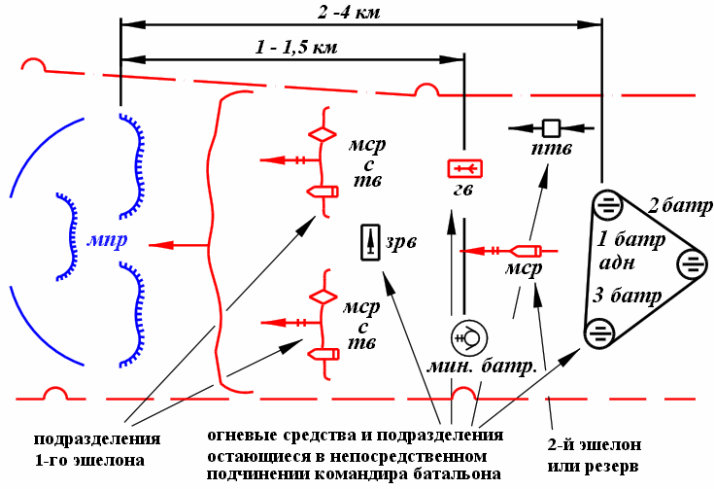 2 -4 км
1 - 1,5 км
мср
с
тв
гв
птв
2 батр
мпр
зрв
мср
1 батр
адн
3 батр
мср
с
тв
мин. батр.
подразделения
1-го эшелона
огневые средства и подразделения
остающиеся в непосредственном
подчинении командира батальона
2-й эшелон
или резерв